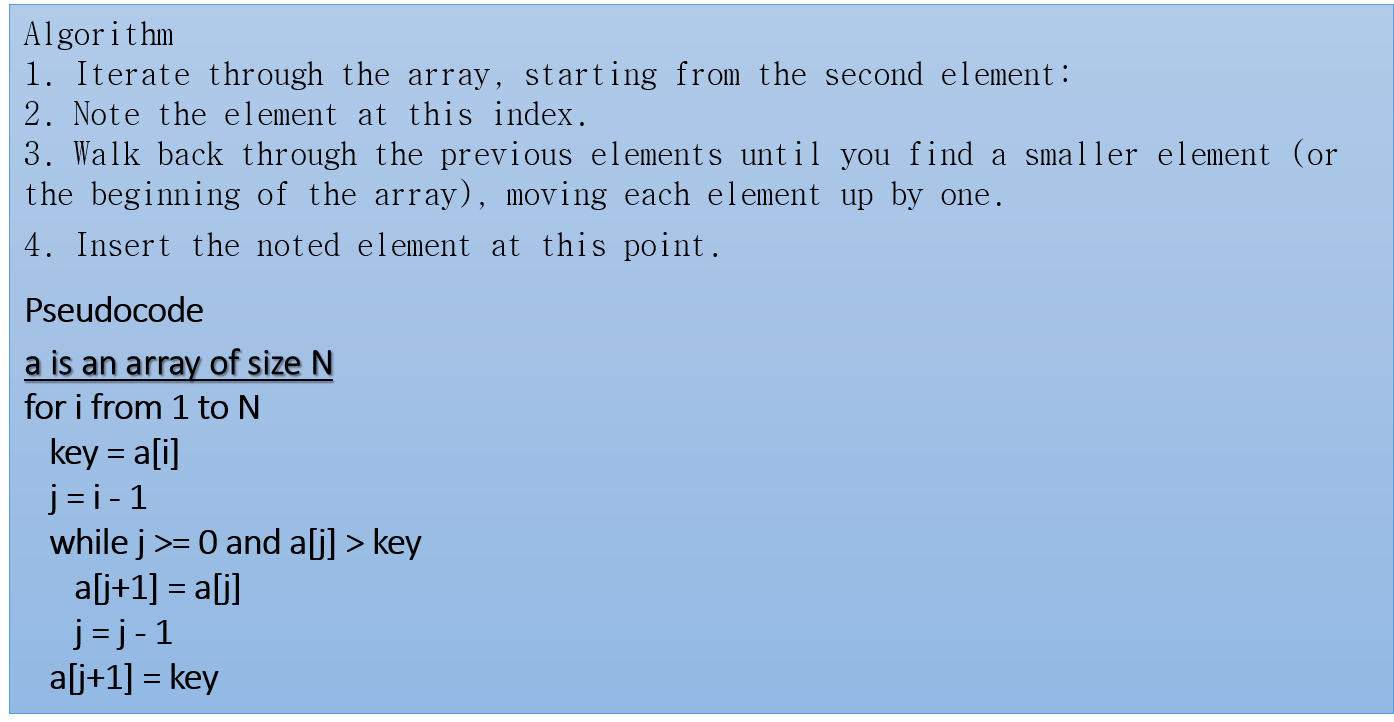 Algorithm
1. Iterate through the array, starting from the second element:
2. Note the element at this index.
3. Walk back through the previous elements until you find a smaller element (or
the beginning of the array), moving each element up by one.
4. Insert the noted element at this point.
Pseudocode
a is an array of size N
for i from 1 to N
key = a[i]
j = i - 1
while j >= 0 and a[j] > key
a[j+1] = a[j]
j = j - 1
a[j+1] = key